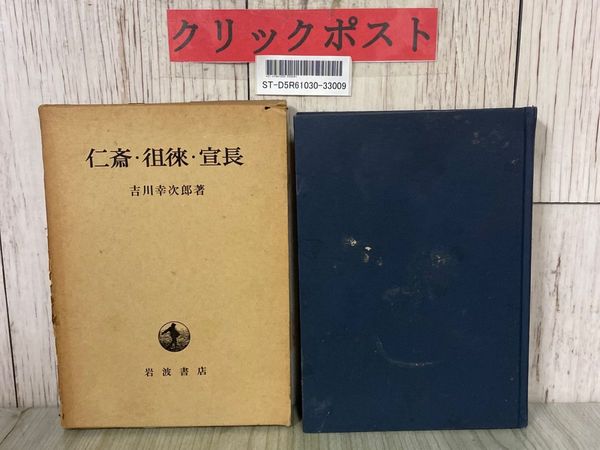 クリックポスト
ST-D5R61030-33009
仁斎・徂徠・宣長
吉川幸次郎著
岩波書店